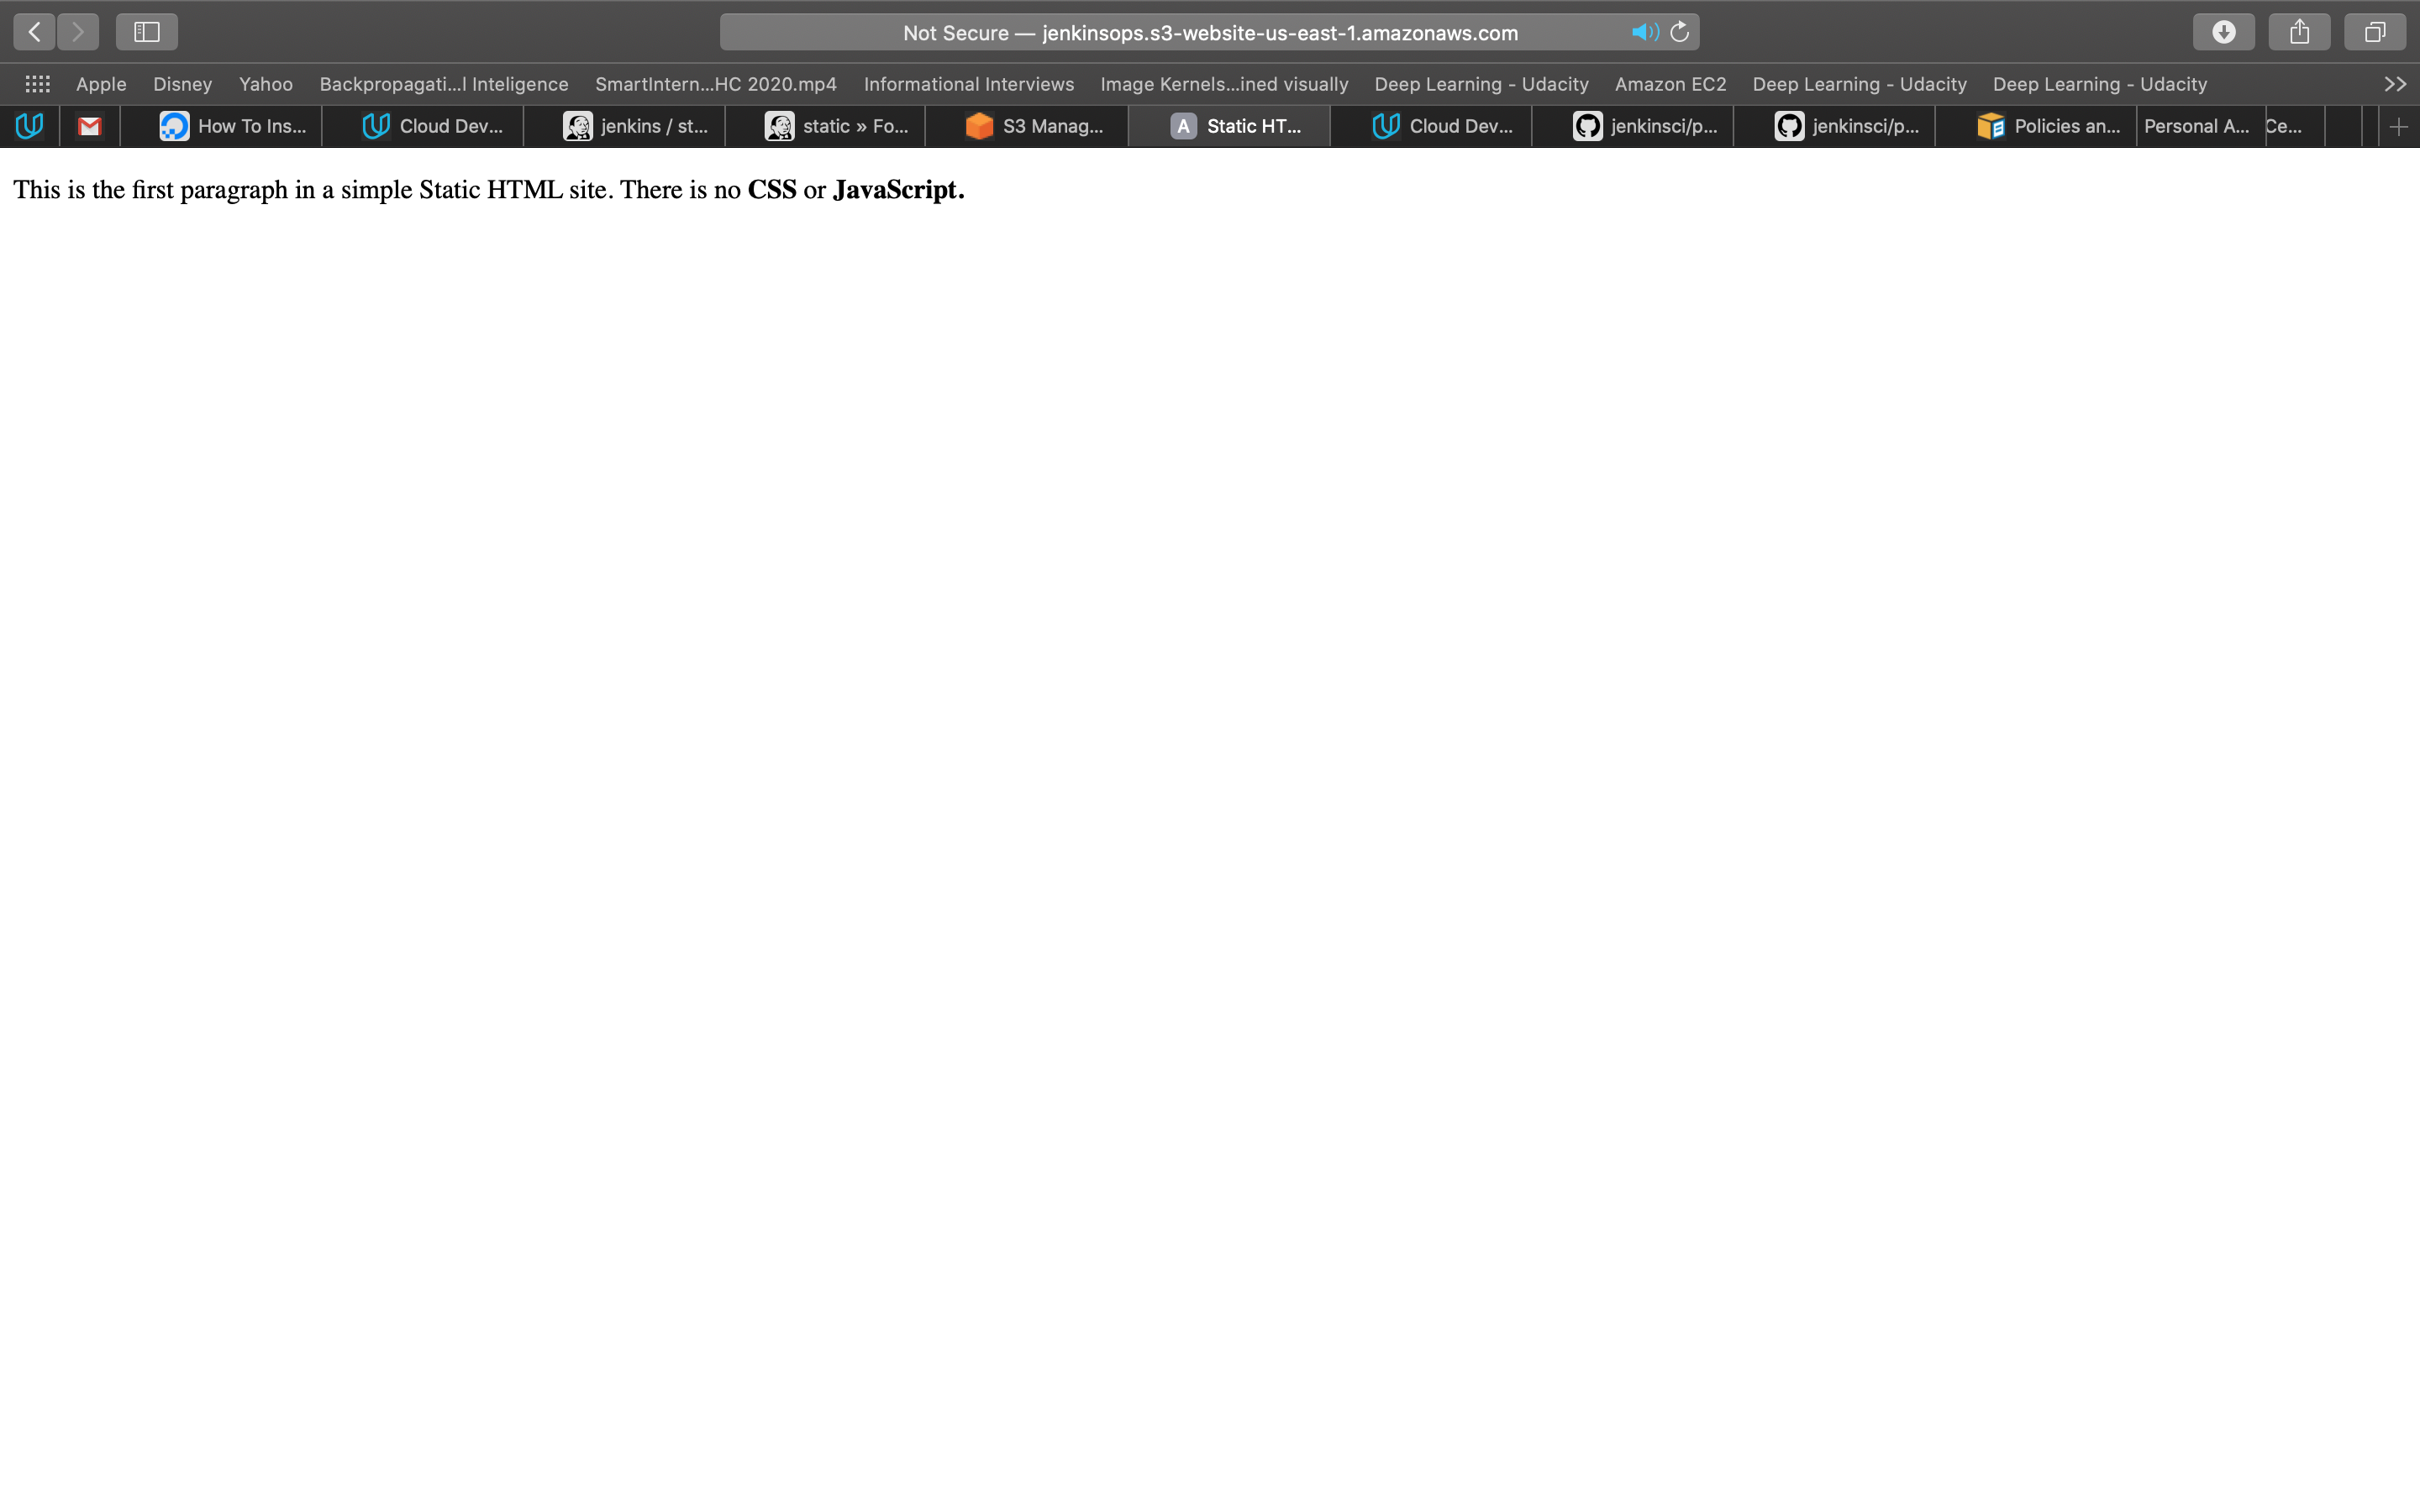 Not Secure — jenkinsops.s3-website-us-east-1.amazonaws.com
Apple Disney Yahoo Backpropagati...l Inteligence SmartIntern...HC 2020.mp4 Informational Interviews Image Kernels...ined visually Deep Learning - Udacity Amazon EC2 Deep Learning - Udacity Deep Learning - Udacity
How To Ins... Cloud Dev... jenkins / st... static » Fo... S3 Manag... A Static HT... Cloud Dev... jenkinsci/p... jenkinsci/p... Policies an... Personal A... Ce...
This is the first paragraph in a simple Static HTML site. There is no CSS or JavaScript.